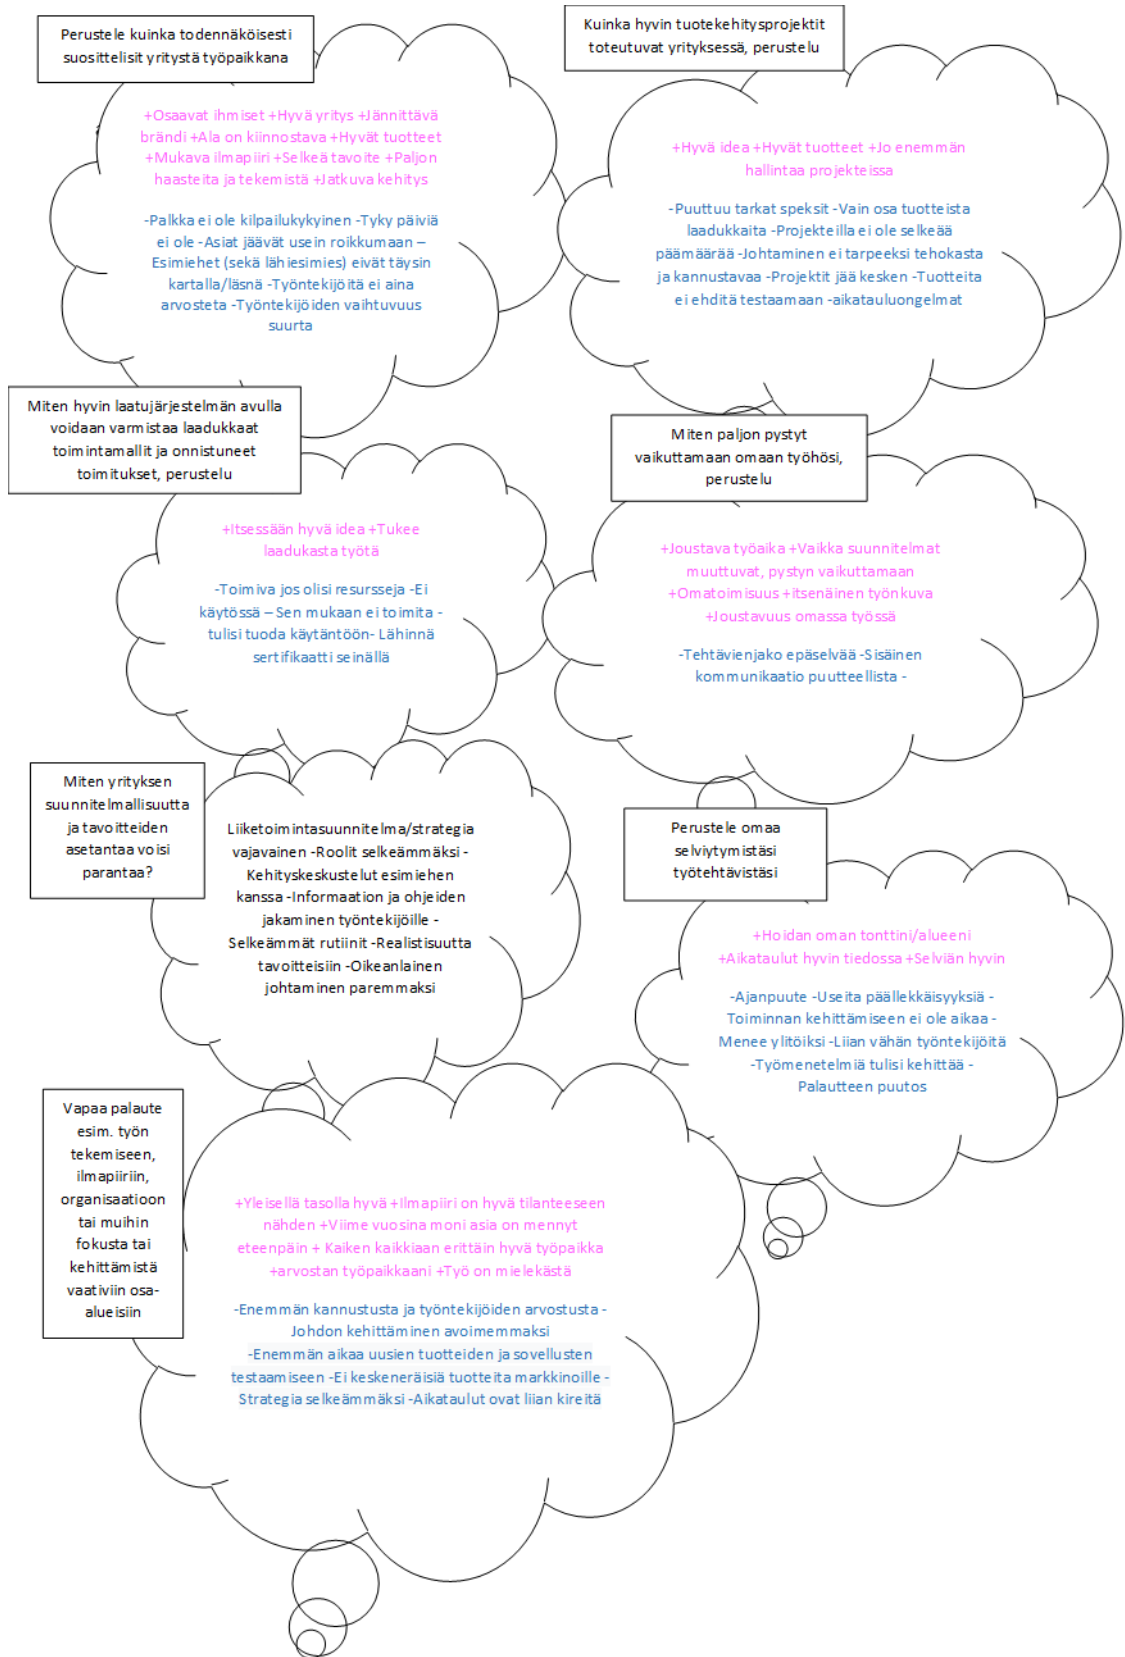 Perustele kuinka todennäköisesti
suosittelisit yritystä työpaikkana
+Osaavat ihmiset +Hyvä yritys +Jännittävä
brändi +Ala on kiinnostava +Hyvät tuotteet
+Mukava ilmapiiri +Selkeä tavoite +Paljon
haasteita ja tekemistä +Jatkuva kehitys
-Palkka ei ole kilpailukykyinen -Tyky päiviä
ei ole -Asiat jäävät usein roikkumaan –
Esimiehet (sekä lähiesimies) eivät täysin
kartalla/läsnä -Työntekijöitä ei aina
arvosteta -Työntekijöiden vaihtuvuus
suurta
Kuinka hyvin tuotekehitysprojektit
toteutuvat yrityksessä, perustelu
+Hyvä idea +Hyvät tuotteet +Jo enemmän
hallintaa projekteissa
-Puuttuu tarkat speksit -Vain osa tuotteista
laadukkaita -Projekteilla ei ole selkeää
päämäärää -Johtaminen ei tarpeeksi tehokasta
ja kannustavaa -Projektit jää kesken -Tuotteita
ei ehditä testaamaan -aikatauluongelmat
Miten hyvin laatujärjestelmän avulla
voidaan varmistaa laadukkaat
toimintamallit ja onnistuneet
toimitukset, perustelu
+Itsessään hyvä idea +Tukee
laadukasta työtä
-Toimiva jos olisi resursseja -Ei
käytössä – Sen mukaan ei toimita -
tulisi tuoda käytäntöön- Lähinnä
sertifikaatti seinällä
Miten paljon pystyt
vaikuttamaan omaan työhösi,
perustelu
+Joustava työaika +Vaikka suunnitelmat
muuttuvat, pystyn vaikuttamaan
+Omatoimisuus +itsenäinen työnkuva
+Joustavuus omassa työssä
-Tehtävienjako epäselvää -Sisäinen
kommunikaatio puutteellista -
Miten yrityksen
suunnitelmallisuutta
ja tavoitteiden
asetantaa voisi
parantaa?
Liiketoimintasuunnitelma/strategia
vajavainen -Roolit selkeämmäksi -
Kehityskeskustelut esimiehen
kanssa -Informaation ja ohjeiden
jakaminen työntekijöille -
Selkeämmät rutiinit -Realistisuutta
tavoitteisiin -Oikeanlainen
johtaminen paremmaksi
Perustele omaa
selviytymistäsi
työtehtävistäsi
+Hoidan oman tonttini/alueeni
+Aikataulut hyvin tiedossa +Selviän hyvin
-Ajanpuute -Useita päällekkäisyyksiä -
Toiminnan kehittämiseen ei ole aikaa -
Menee ylitöiksi -Liian vähän työntekijöitä
-Työmenetelmiä tulisi kehittää -
Palautteen puutos
Vapaa palaute
esim. työn
tekemiseen,
ilmapiiriin,
organisaatioon
tai muihin
fokusta tai
kehittämistä
vaativiin osa-
alueisiin
+Yleisellä tasolla hyvä +Ilmapiiri on hyvä tilanteeseen
nähden +Viime vuosina moni asia on mennyt
eteenpäin + Kaiken kaikkiaan erittäin hyvä työpaikka
+arvostan työpaikkaani +Työ on mielekästä
-Enemmän kannustusta ja työntekijöiden arvostusta -
Johdon kehittäminen avoimemmaksi
-Enemmän aikaa uusien tuotteiden ja sovellusten
testaamiseen -Ei keskeneräisiä tuotteita markkinoille -
Strategia selkeämmäksi -Aikataulut ovat liian kireitä